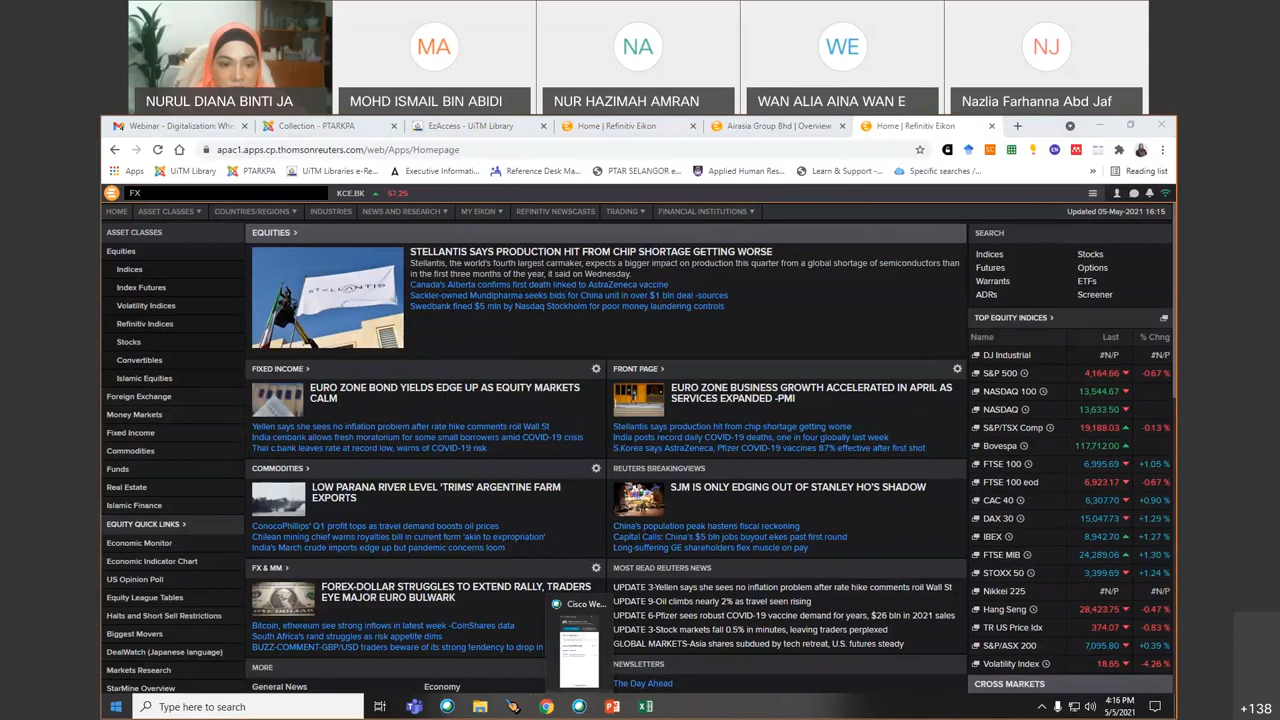 MA
NA
WE
NJ
NURUL DIANA BINTI JA
MOHD ISMAIL BIN ABIDI
NUR HAZIMAH AMRAN
WAN ALIA AINA WAN E
Nazlia Farhanna Abd Jaf
Webinar - Digitalization: Whe
Collection - PTARKPA
EzAccess - UiTM Library
Home | Refinitiv Eikon
Airasia Group Bhd | Overview
Home | Refinitiv Eikon
apac1.apps.cp.thomsonreuters.com/web/Apps/Homepage
Apps
UiTM Library
PTARKPA
UiTM Libraries e-Re...
Executive Informati...
Reference Desk Ma...
PTAR SELANGOR e...
Applied Human Res...
Learn & Support -...
Specific searches /...
Reading list
FX
KCE.BK
57.25
HOME
ASSET CLASSES
COUNTRIES/REGIONS
INDUSTRIES
NEWS AND RESEARCH
MY EIKON
REFINITIV NEWSCASTS
TRADING
FINANCIAL INSTITUTIONS
Updated 05-May-2021 16:15
ASSET CLASSES
Equities
Indices
Index Futures
Volatility Indices
Refinitiv Indices
Stocks
Convertibles
Islamic Equities
Foreign Exchange
Money Markets
Fixed Income
Commodities
Funds
Real Estate
Islamic Finance
EQUITY QUICK LINKS
Economic Monitor
Economic Indicator Chart
US Opinion Poll
Equity League Tables
Halts and Short Sell Restrictions
Biggest Movers
DealWatch (Japanese language)
Markets Research
StarMine Overview
EQUITIES
STELLANTIS
STELLANTIS SAYS PRODUCTION HIT FROM CHIP SHORTAGE GETTING WORSE
Stellantis, the world's fourth largest carmaker, expects a bigger impact on production this quarter from a global shortage of semiconductors than
in the first three months of the year, it said on Wednesday.
Canada's Alberta confirms first death linked to AstraZeneca vaccine
Sackler-owned Mundipharma seeks bids for China unit in over $1 bln deal -sources
Swedbank fined $5 mln by Nasdaq Stockholm for poor money laundering controls
FIXED INCOME
EURO ZONE BOND YIELDS EDGE UP AS EQUITY MARKETS
CALM
Yellen says she sees no inflation problem after rate hike comments roil Wall St
India cenbank allows fresh moratorium for some small borrowers amid COVID-19 crisis
Thai c.bank leaves rate at record low, warns of COVID-19 risk
FRONT PAGE
EURO ZONE BUSINESS GROWTH ACCELERATED IN APRIL AS
SERVICES EXPANDED -PMI
Stellantis says production hit from chip shortage getting worse
India posts record daily COVID-19 deaths, one in four globally last week
S.Korea says AstraZeneca, Pfizer COVID-19 vaccines 87% effective after first shot
COMMODITIES
LOW PARANA RIVER LEVEL 'TRIMS' ARGENTINE FARM
EXPORTS
ConocoPhillips' Q1 profit tops as travel demand boosts oil prices
Chilean mining chief warns royalties bill in current form 'akin to expropriation'
India's March crude imports edge up but pandemic concerns loom
REUTERS BREAKINGVIEWS
SJM IS ONLY EDGING OUT OF STANLEY HO'S SHADOW
China's population peak hastens fiscal reckoning
Capital Calls: China's $5 bln jobs buyout ekes past first round
Long-suffering GE shareholders flex muscle on pay
FX & MM
FOREX-DOLLAR STRUGGLES TO EXTEND RALLY, TRADERS
EYE MAJOR EURO BULWARK
Bitcoin, ethereum see strong inflows in latest week -CoinShares data
South Africa's rand struggles as risk appetite dims
BUZZ-COMMENT-GBP/USD traders beware of its strong tendency to drop in
Cisco We...
MOST READ REUTERS NEWS
UPDATE 3-Yellen says she sees no inflation problem after rate hike comments roil Wall St
UPDATE 9-Oil climbs nearly 2% as travel seen rising
UPDATE 6-Pfizer sees robust COVID-19 vaccine demand for years, $26 bln in 2021 sales
UPDATE 3-Stock markets fall 0.5% in minutes, leaving traders perplexed
GLOBAL MARKETS-Asia shares subdued by tech retreat, U.S. futures steady
NEWSLETTERS
The Day Ahead
MORE
General News
Economy
SEARCH
Indices Stocks
Futures Options
Warrants ETFs
ADRs Screener
TOP EQUITY INDICES
Name Last % Chng
DJ Industrial #N/P #N/P
S&P 500 4,164.66 -0.67 %
NASDAQ 100 13,544.67
NASDAQ 13,633.50
S&P/TSX Comp 19,188.03 -0.13 %
Bovespa 117,712.00
FTSE 100 6,995.69 +1.05 %
FTSE 100 eod 6,923.17 -0.67 %
CAC 40 6,307.70 +0.90 %
DAX 30 15,047.73 +1.29 %
IBEX 8,942.70 +1.27 %
FTSE MIB 24,289.06 +1.30 %
STOXX 50 3,399.69 +1.24 %
Nikkei 225 #N/P #N/P
Hang Seng 28,423.75 -0.47 %
TR US Price Idx 374.07 -0.83 %
S&P/ASX 200 7,095.80 +0.39 %
Volatility Index 18.65 -4.26 %
CROSS MARKETS
Type here to search
4:16 PM
5/5/2021
+138